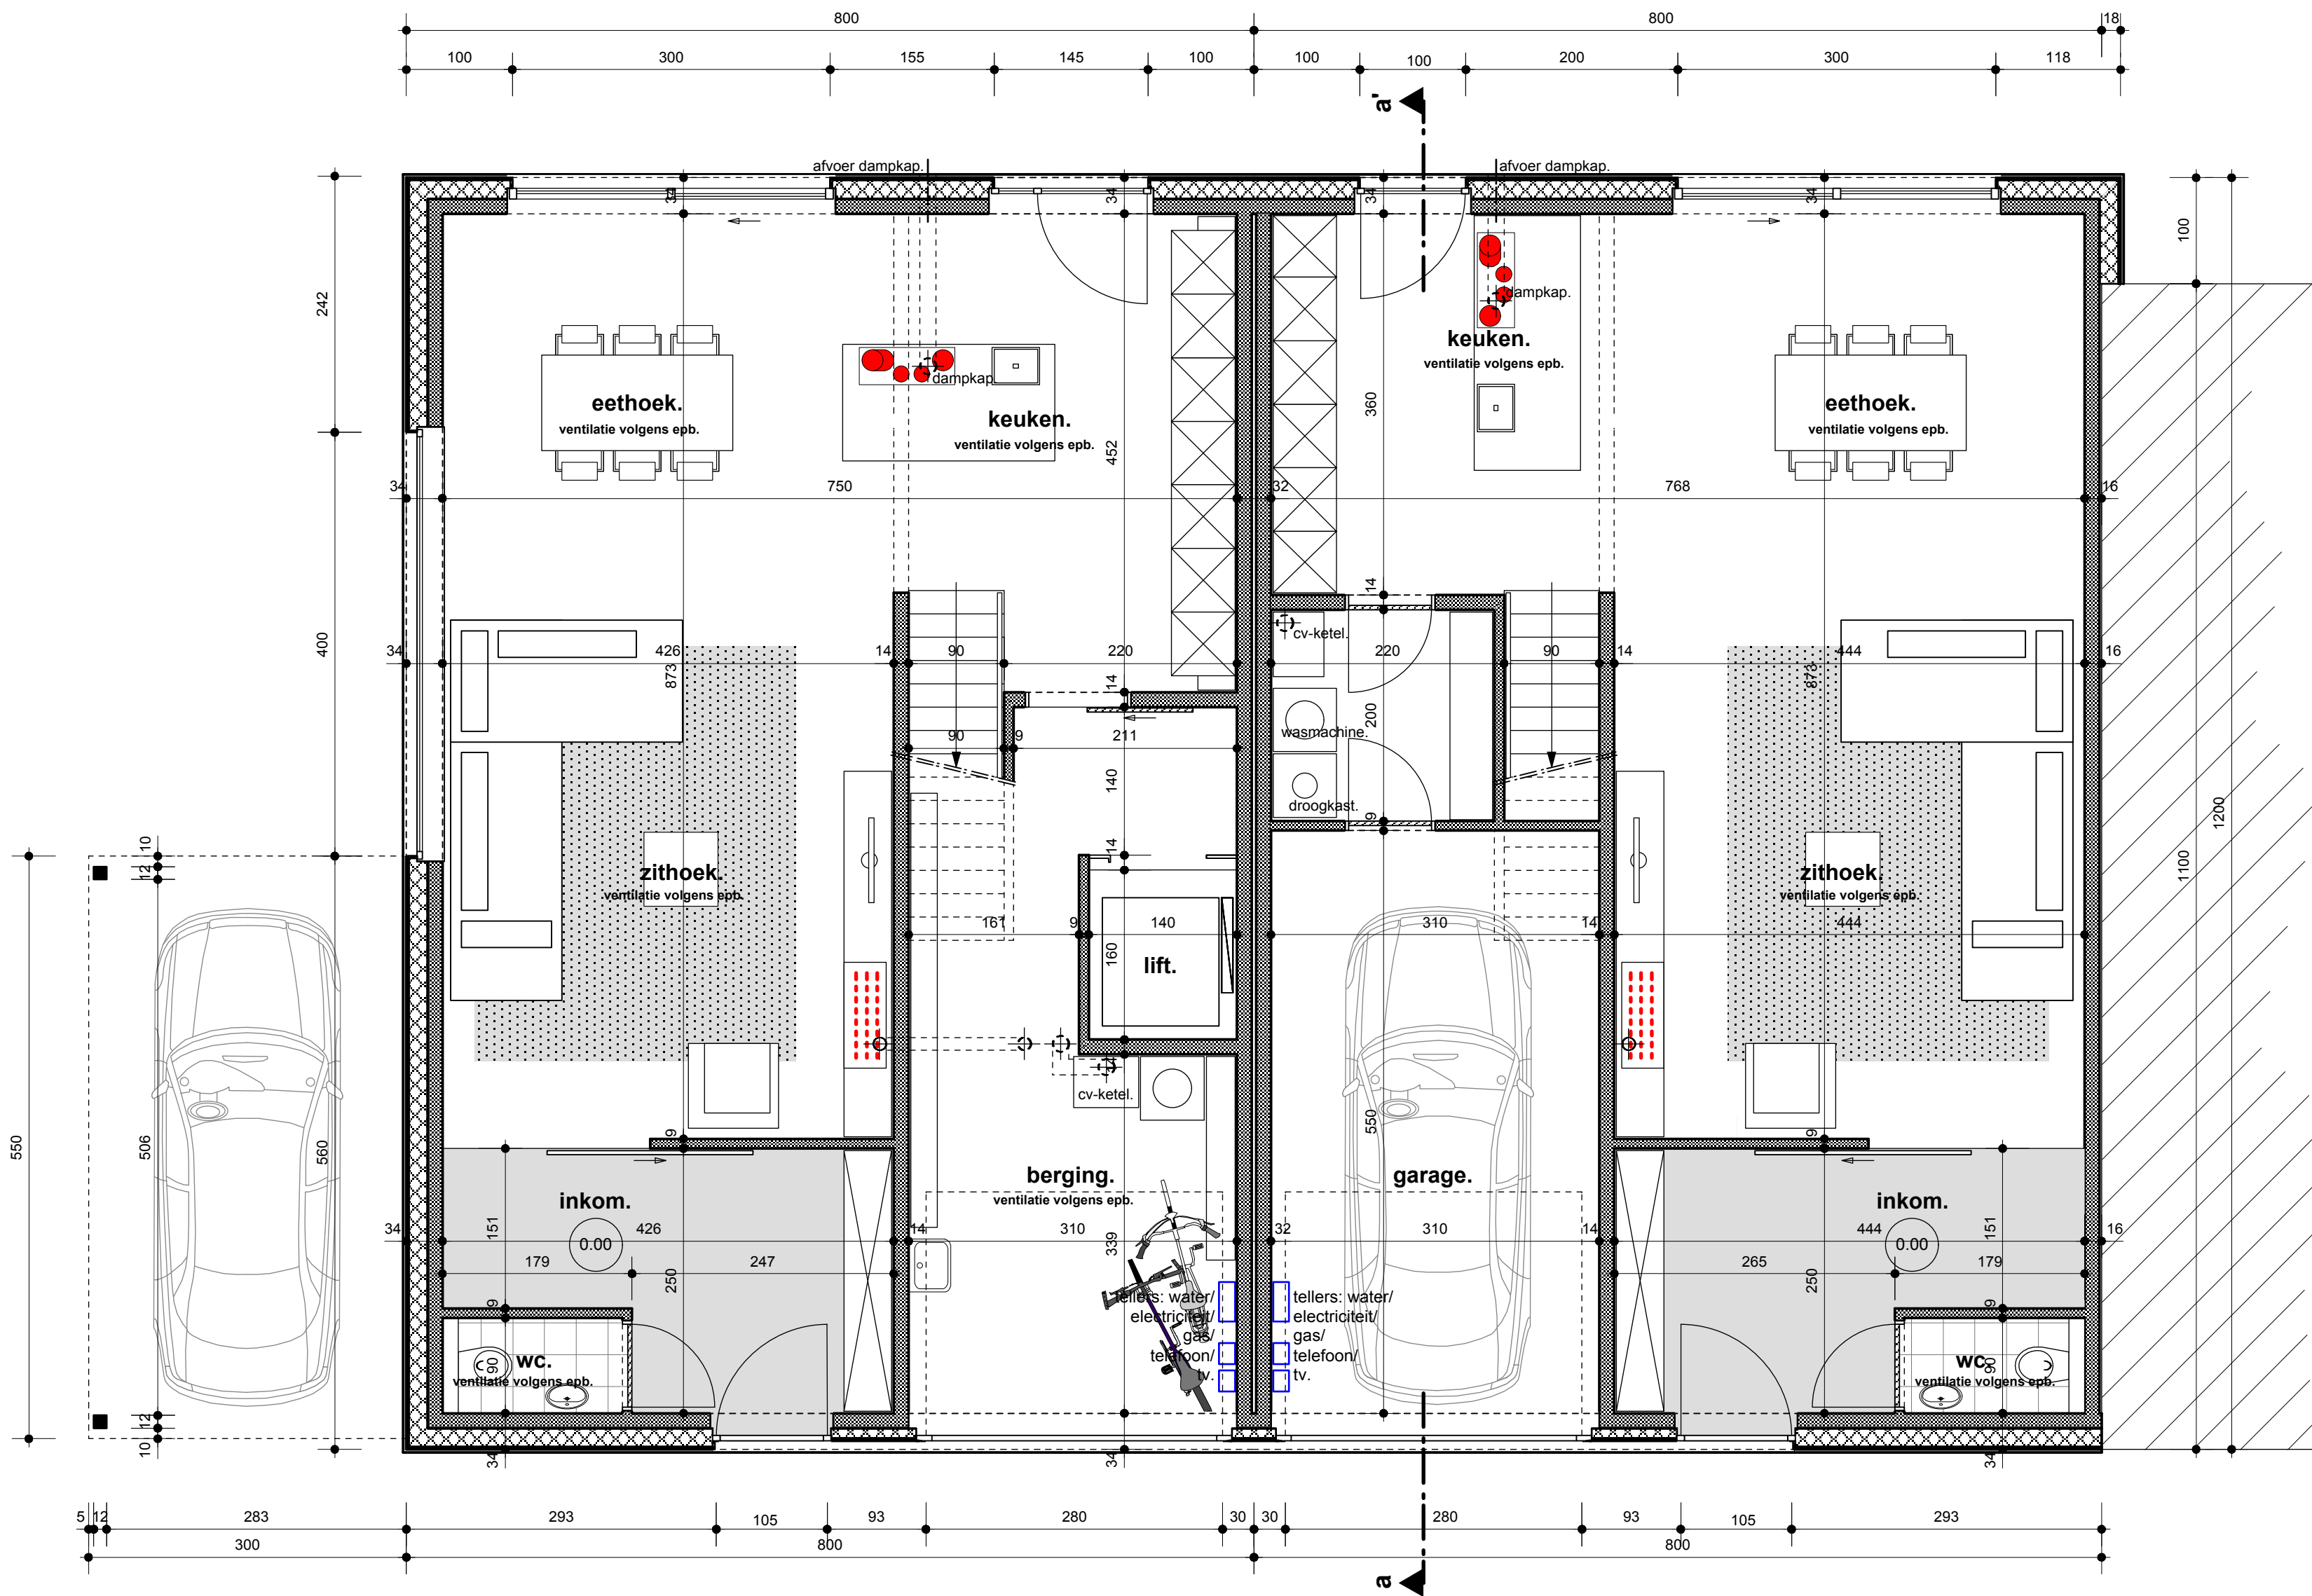 800
800
18
100
300
155
145
100
100
100
200
300
118
a'
afvoer dampkap.
afvoer dampkap.
34
34
34
34
100
242
dampkap.
dampkap.
keuken.
ventilatie volgens epb.
360
eethoek.
ventilatie volgens epb.
keuken.
ventilatie volgens epb.
452
eethoek.
ventilatie volgens epb.
34
750
32
768
16
400
14
cv-ketel.
34
426
14
90
220
220
90
14
444
16
873
14
873
200
wasmachine.
90
9
211
140
droogkast.
9
1200
1100
10
12
14
zithoek.
ventilatie volgens epb.
zithoek.
ventilatie volgens epb.
161
9
140
310
14
444
160
lift.
14
cv-ketel.
550
506
560
9
550
9
berging.
ventilatie volgens epb.
garage.
inkom.
0.00
151
inkom.
0.00
151
34
426
14
310
339
32
310
14
444
16
179
247
250
265
250
179
9
9
tellers: water/
electriciteit/
gas/
telefoon/
tv.
tellers: water/
electriciteit/
gas/
telefoon/
tv.
wc.
ventilatie volgens epb.
90
wc.
ventilatie volgens epb.
90
12
10
34
34
34
5
12
283
293
105
93
280
30
30
280
93
105
293
300
800
800
a